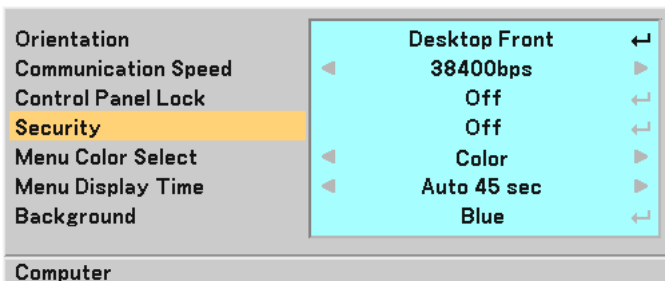 Orientation Desktop Front
Communication Speed 38400bps
Control Panel Lock Off
Security Off
Menu Color Select Color
Menu Display Time Auto 45 sec
Background Blue
Computer